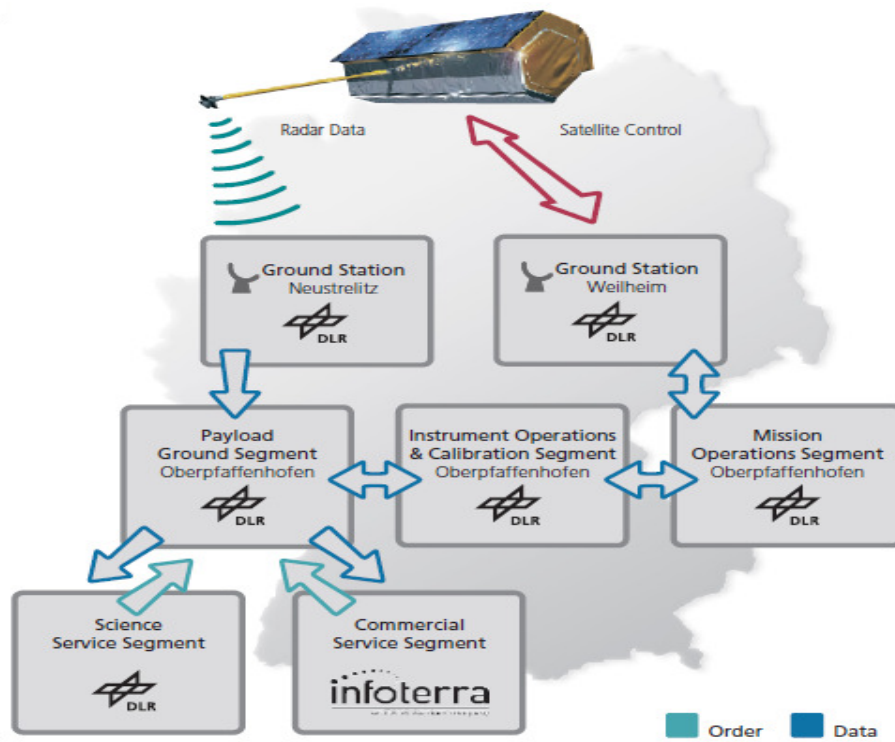 Radar Data
Satellite Control
Ground Station
Neustrelitz
DLR
Ground Station
Weilheim
DLR
Payload
Ground Segment
Oberpfaffenhofen
DLR
Instrument Operations
& Calibration Segment
Oberpfaffenhofen
DLR
Mission
Operations Segment
Oberpfaffenhofen
DLR
Science
Service Segment
DLR
Commercial
Service Segment
infoterra
Order
Data